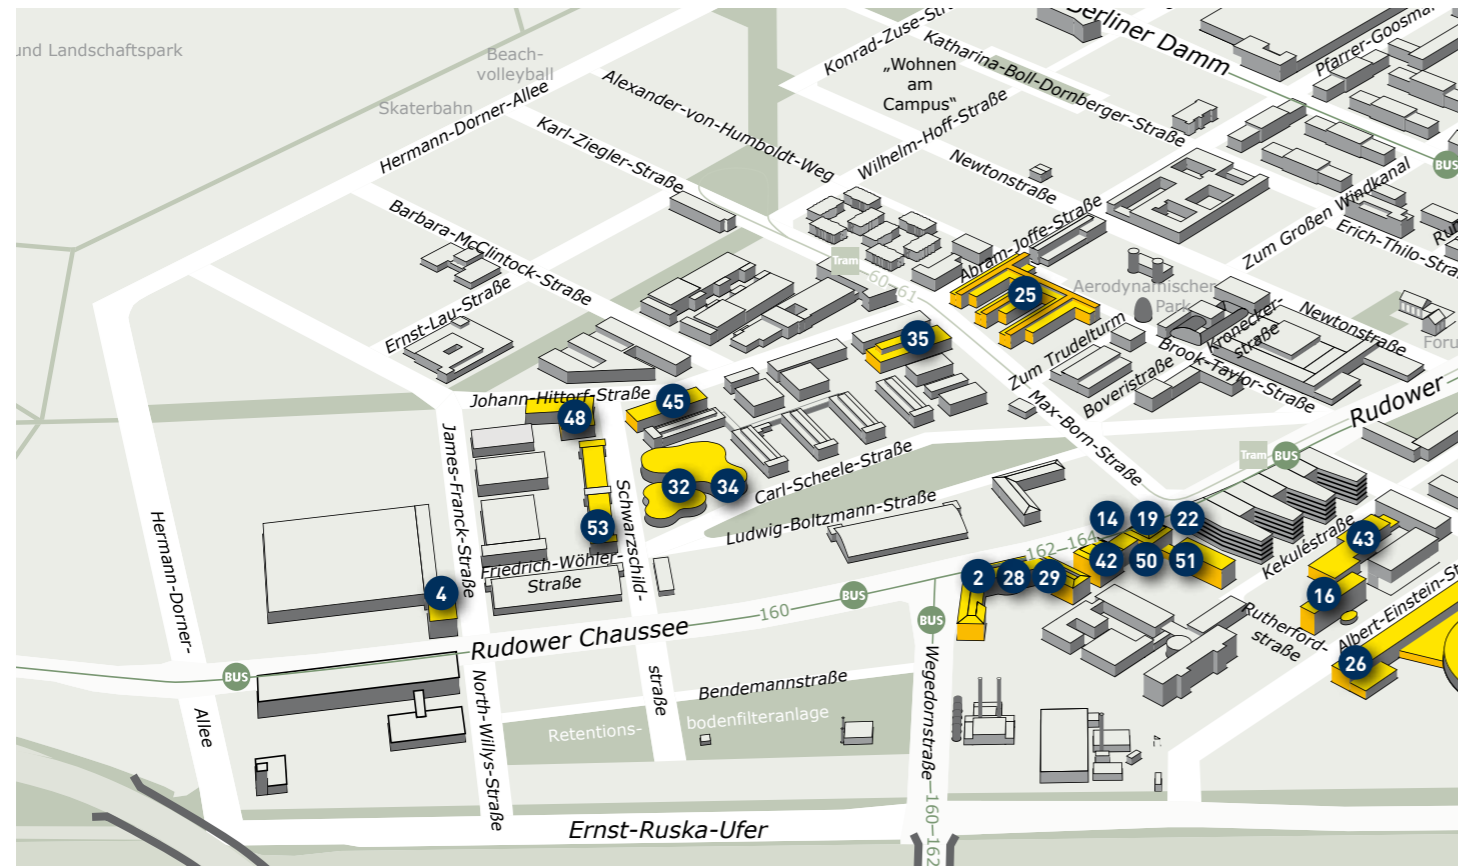 und Landschaftspark
Beach-
volleyball
Skaterbahn
Hermann-Dorner-Allee
Alexander-von-Humboldt-Weg
Karl-Ziegler-Straße
Barbara-McClintock-Straße
Ernst-Lau-Straße
Konrad-Zuse-Str
„Wohnen
am
Campus“
Katharina-Boll-Dornberger-Straße
Berliner Damm
Pfarrer-Goosma
Wilhelm-Hoff-Straße
Newtonstraße
BUS
Zum Großen Windkanal
Erich-Thilo-Stra
Ru
Abram-Joffe-Straße
Tram
60–61
25
Aerodynamischer
Park
35
Zum Trudelturm
Boveristraße
Kronecker-
straße
Brook-Taylor-Straße
Newtonstraße
Foru
Max-Born-Straße
Rudower
Johann-Hittorf-Straße
45
48
James-Franck-Straße
Schwarzschild-
straße
32
34
53
Carl-Scheele-Straße
Ludwig-Boltzmann-Straße
Tram
BUS
14
19
22
162–164
42
50
51
Kekuléstraße
43
16
Friedrich-Wöhler-
Straße
4
2
28
29
BUS
160
BUS
Rutherford-
straße
Albert-Einstein-St
26
Rudower Chaussee
BUS
Hermann-Dorner-
Allee
North-Willys-Straße
Bendemannstraße
Retentions-
bodenfilteranlage
Wegedornstraße
160–162
Ernst-Ruska-Ufer